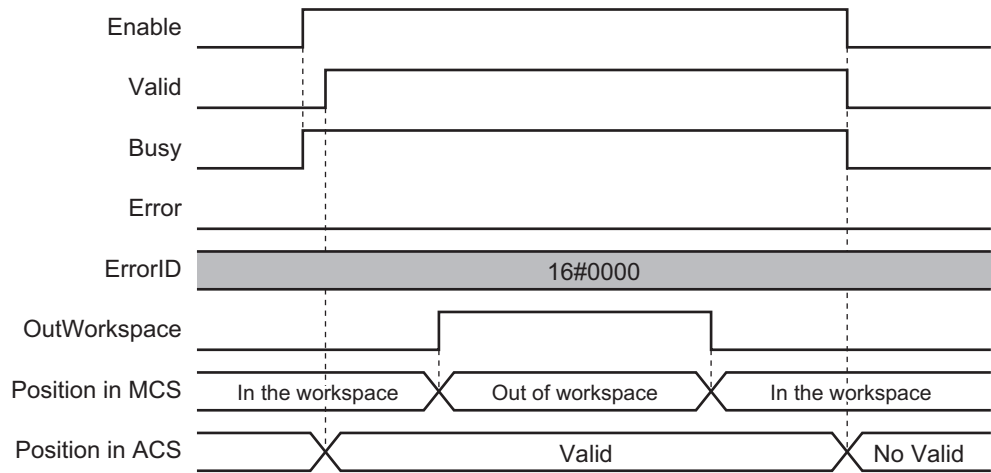 Enable
Valid
Busy
Error
ErrorID
16#0000
OutWorkspace
Position in MCS
In the workspace
Out of workspace
In the workspace
Position in ACS
Valid
No Valid